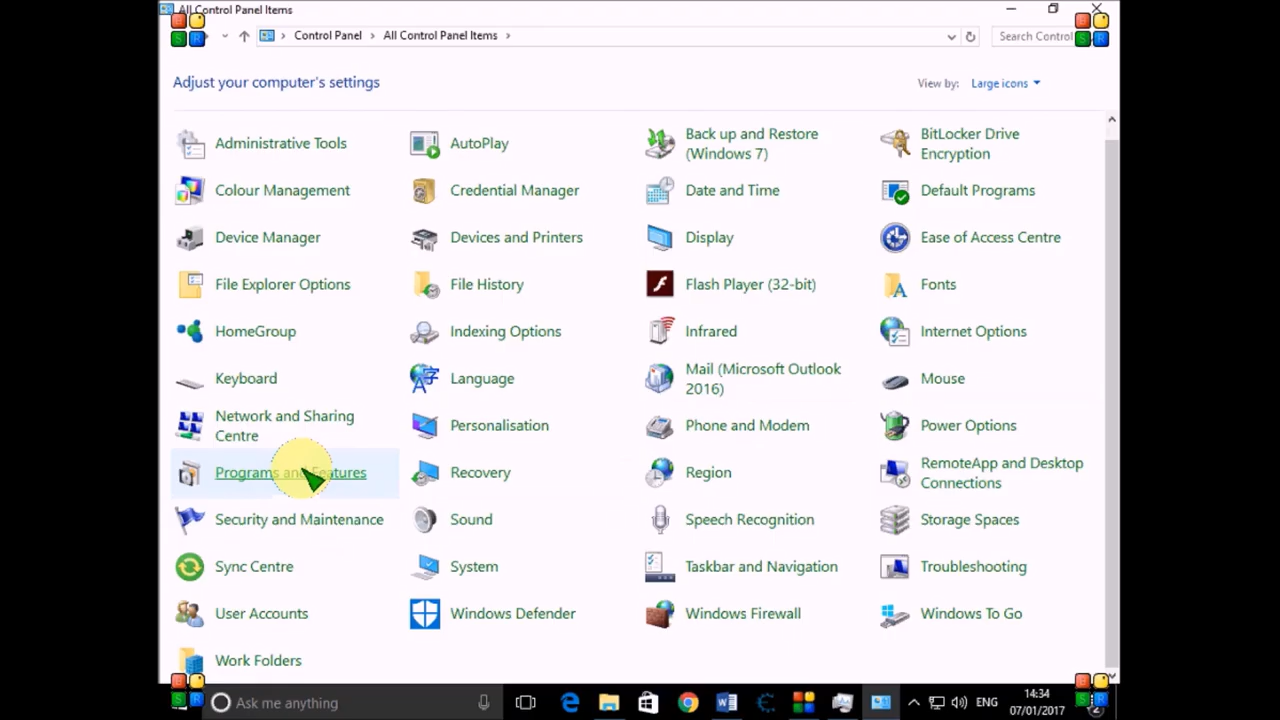 All Control Panel Items
B
S R
B
S R
Control Panel
All Control Panel Items
Search Control
Adjust your computer's settings
View by:
Large icons
Administrative Tools
AutoPlay
Back up and Restore
(Windows 7)
BitLocker Drive
Encryption
Colour Management
Credential Manager
Date and Time
Default Programs
Device Manager
Devices and Printers
Display
Ease of Access Centre
File Explorer Options
File History
Flash Player (32-bit)
Fonts
HomeGroup
Indexing Options
Infrared
Internet Options
Keyboard
Language
Mail (Microsoft Outlook
2016)
Mouse
Network and Sharing
Centre
Personalisation
Phone and Modem
Power Options
Programs and Features
Recovery
Region
RemoteApp and Desktop
Connections
Security and Maintenance
Sound
Speech Recognition
Storage Spaces
Sync Centre
System
Taskbar and Navigation
Troubleshooting
User Accounts
Windows Defender
Windows Firewall
Windows To Go
Work Folders
B
S R
B
S R
Ask me anything
ENG
14:34
07/01/2017
2